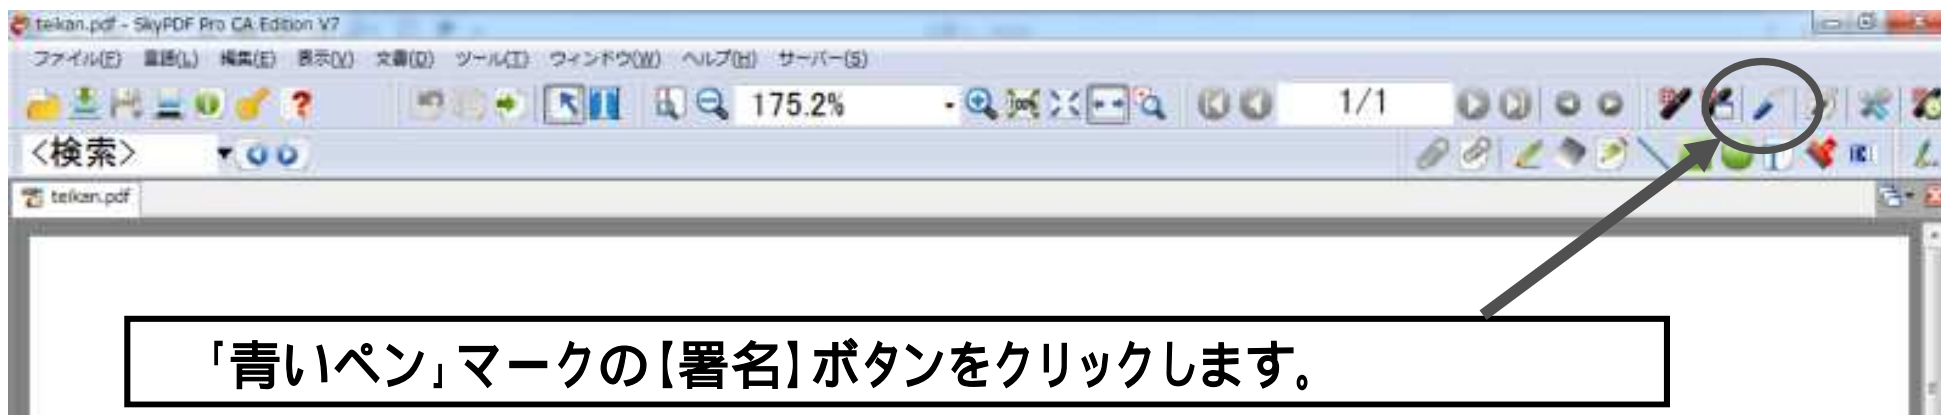 teikan.pdf - SkyPDF Pro CA Edition V7
ファイル(F) 言語(L) 編集(E) 表示(V) 文書(D) ツール(T) ウィンドウ(W) ヘルプ(H) サーバー(S)
175.2% 1/1
<検索>
teikan.pdf
「青いペン」マークの【署名】ボタンをクリックします。